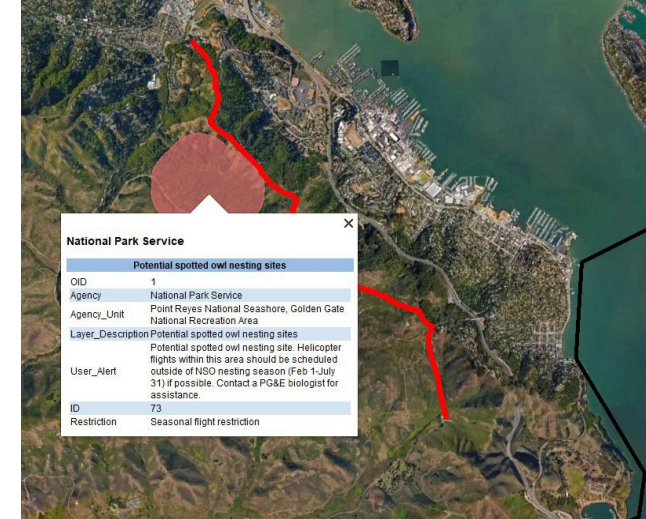 ×
National Park Service
Potential spotted owl nesting sites
OID 1
Agency National Park Service
Agency_Unit Point Reyes National Seashore, Golden Gate
National Recreation Area
Layer_Description Potential spotted owl nesting sites
User_Alert Potential spotted owl nesting site. Helicopter
flights within this area should be scheduled
outside of NSO nesting season (Feb 1-July
31) if possible. Contact a PG&E biologist for
assistance.
ID 73
Restriction Seasonal flight restriction